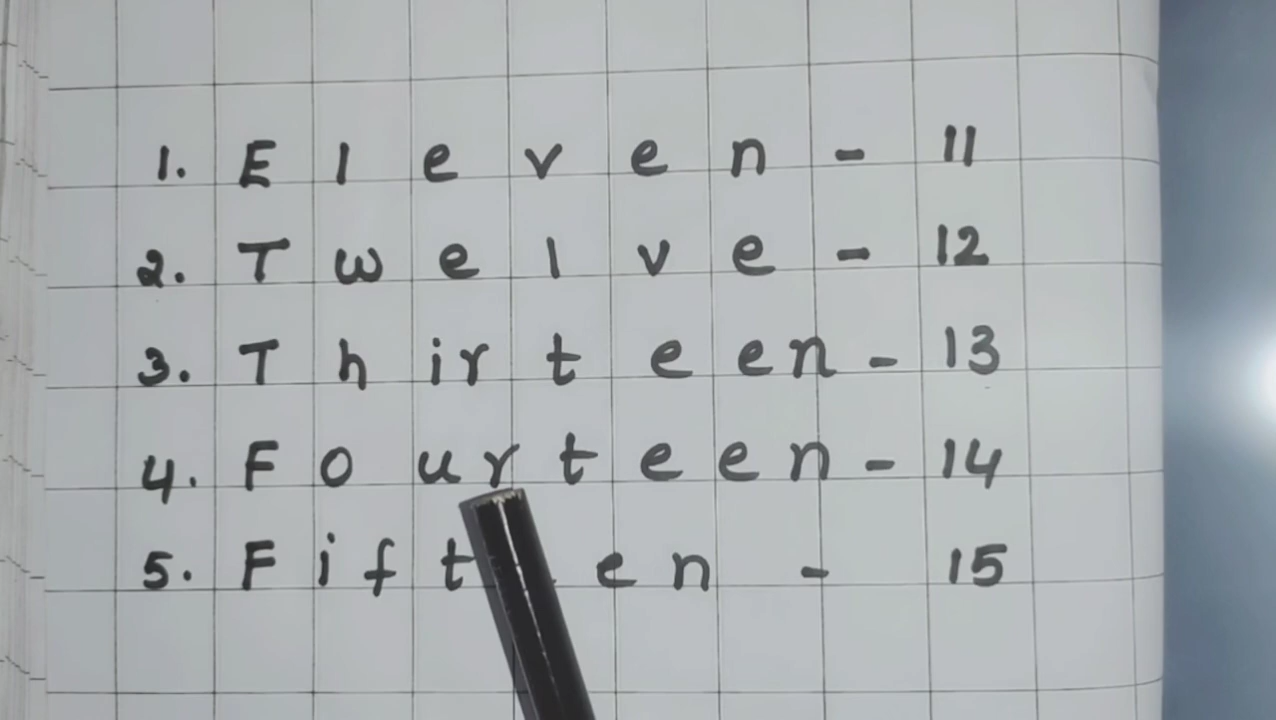 1. Eleven - 11
2. Twelve - 12
3. Thirteen - 13
4. Fourteen - 14
5. Fifteen - 15